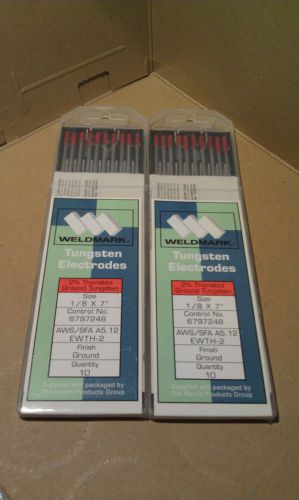 WELDMARK®
Tungsten
Electrodes
2% Thoriated
Ground Tungsten
Size
1/8 X 7"
Control No.
6797248
AWS/SFA A5.12
EWTH-2
Finish
Ground
Quantity
10
Supplied and packaged by
The Harris Products Group
WELDMARK®
Tungsten
Electrodes
2% Thoriated
Ground Tungsten
Size
1/8 X 7"
Control No.
6797248
AWS/SFA A5.12
EWTH-2
Finish
Ground
Quantity
10
Supplied and packaged by
The Harris Products Group